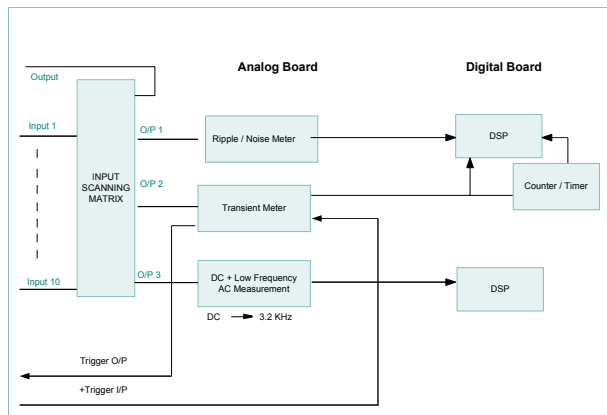 Analog Board
Digital Board
Output
Input 1
O/P 1
Ripple / Noise Meter
DSP
INPUT
SCANNING
MATRIX
O/P 2
Transient Meter
Counter / Timer
Input 10
O/P 3
DC + Low Frequency
AC Measurement
DSP
DC
3.2 KHz
Trigger O/P
+Trigger I/P